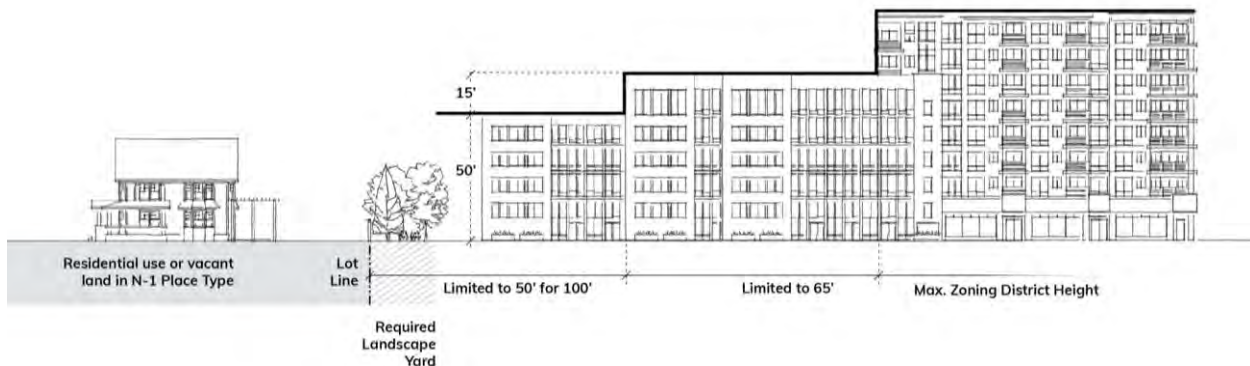 15'
50'
Residential use or vacant
land in N-1 Place Type
Lot
Line
Limited to 50' for 100'
Limited to 65'
Max. Zoning District Height
Required
Landscape
Yard